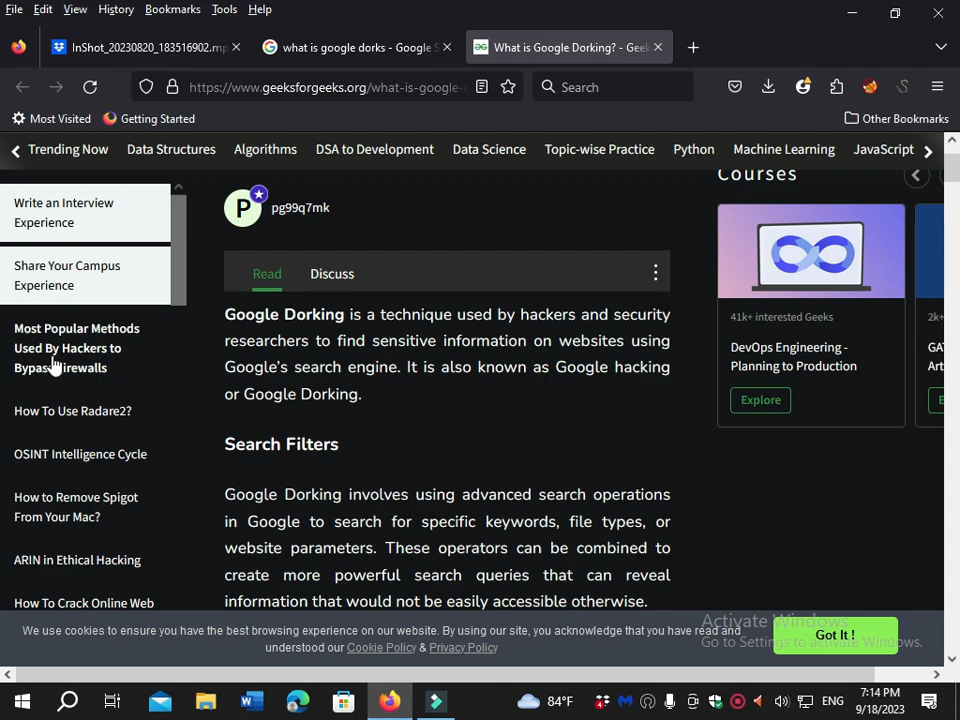 File Edit View History Bookmarks Tools Help
InShot_20230820_183516902.mp
what is google dorks - Google S
What is Google Dorking? - Geek
https://www.geeksforgeeks.org/what-is-google-
Search
Most Visited
Getting Started
Other Bookmarks
Trending Now Data Structures Algorithms DSA to Development Data Science Topic-wise Practice Python Machine Learning JavaScript
Write an Interview
Experience
Share Your Campus
Experience
Most Popular Methods
Used By Hackers to
Bypass Firewalls
How To Use Radare2?
OSINT Intelligence Cycle
How to Remove Spigot
From Your Mac?
ARIN in Ethical Hacking
How To Crack Online Web
P
pg99q7mk
Read Discuss
Google Dorking is a technique used by hackers and security
researchers to find sensitive information on websites using
Google's search engine. It is also known as Google hacking
or Google Dorking.
Search Filters
Google Dorking involves using advanced search operations
in Google to search for specific keywords, file types, or
website parameters. These operators can be combined to
create more powerful search queries that can reveal
information that would not be easily accessible otherwise.
Courses
41k+ interested Geeks
DevOps Engineering -
Planning to Production
Explore
2k+
GA
Art
E
We use cookies to ensure you have the best browsing experience on our website. By using our site, you acknowledge that you have read and
understood our Cookie Policy & Privacy Policy
Got It !
Activate Windows
Go to Settings to activate Windows.
84°F
ENG
7:14 PM
9/18/2023